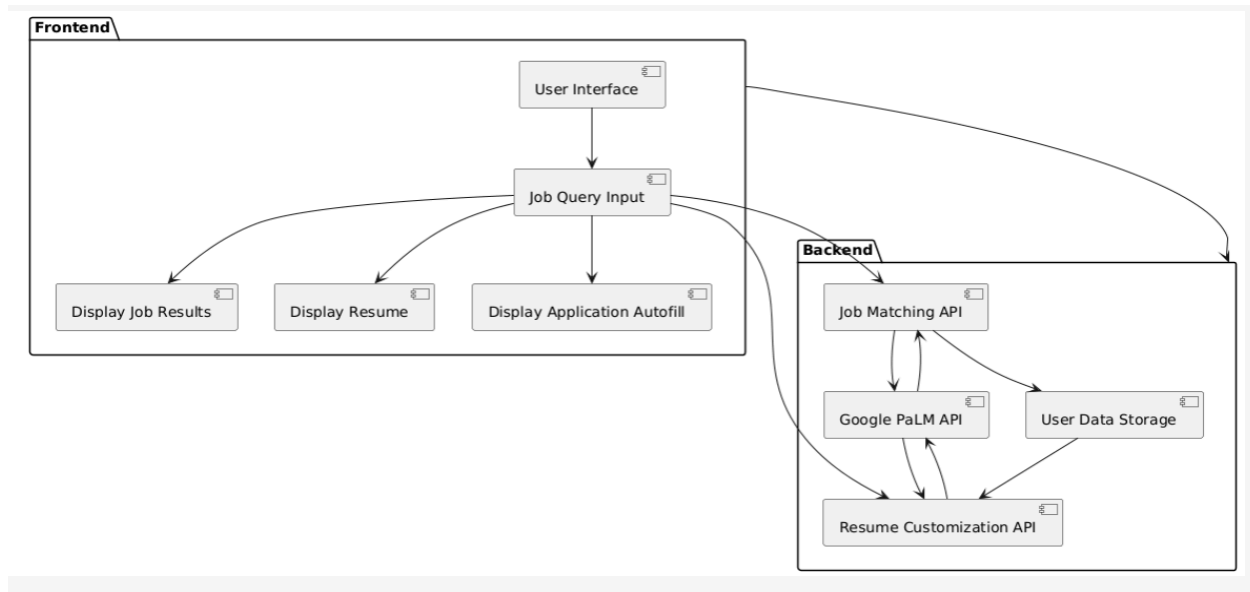 Frontend
User Interface
Job Query Input
Display Job Results
Display Resume
Display Application Autofill
Backend
Job Matching API
Google PaLM API
User Data Storage
Resume Customization API